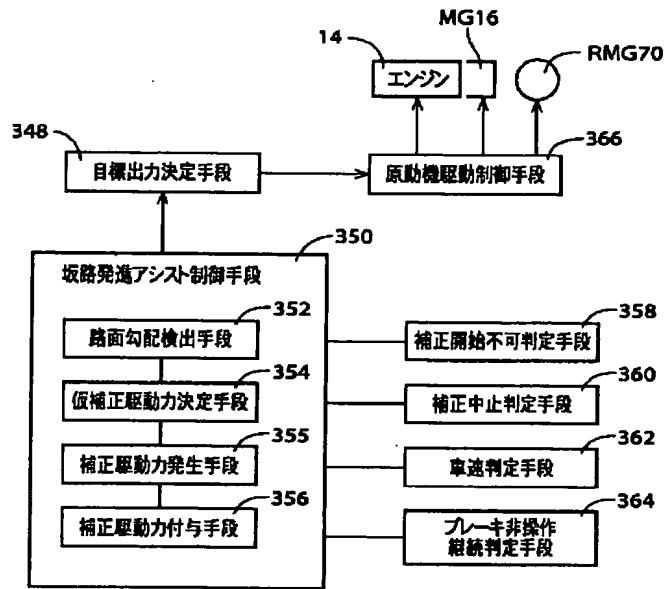 MG16
14
RMG70
エンジン
348
366
目標出力決定手段
原動機駆動制御手段
350
坂路発進アシスト制御手段
352
路面勾配検出手段
354
仮補正駆動力決定手段
355
補正駆動力発生手段
356
補正駆動力付与手段
358
補正開始不可判定手段
360
補正中止判定手段
362
車速判定手段
364
ブレーキ非操作
継続判定手段